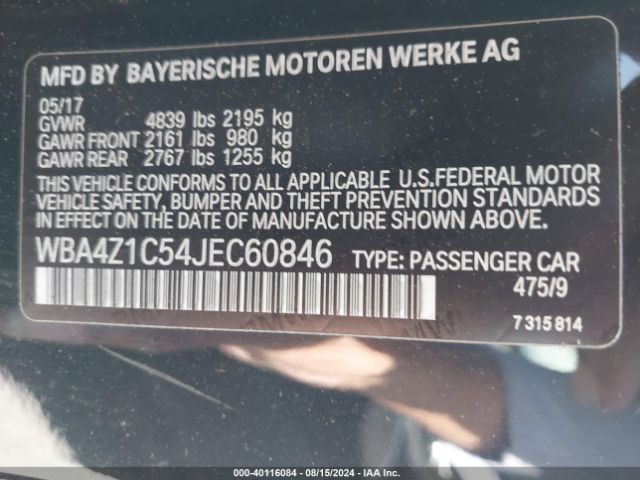 MFD BY BAYERISCHE MOTOREN WERKE AG
05/17
GVWR 4839 lbs 2195 kg
GAWR FRONT 2161 lbs 980 kg
GAWR REAR 2767 lbs 1255 kg
THIS VEHICLE CONFORMS TO ALL APPLICABLE U.S.FEDERAL MOTOR
VEHICLE SAFETY, BUMPER AND THEFT PREVENTION STANDARDS
IN EFFECT ON THE DATE OF MANUFACTURE SHOWN ABOVE.
WBA4Z1C54JEC60846 TYPE: PASSENGER CAR
475/9
7 315 814
000-40116084 - 08/15/2024 - IAA Inc.